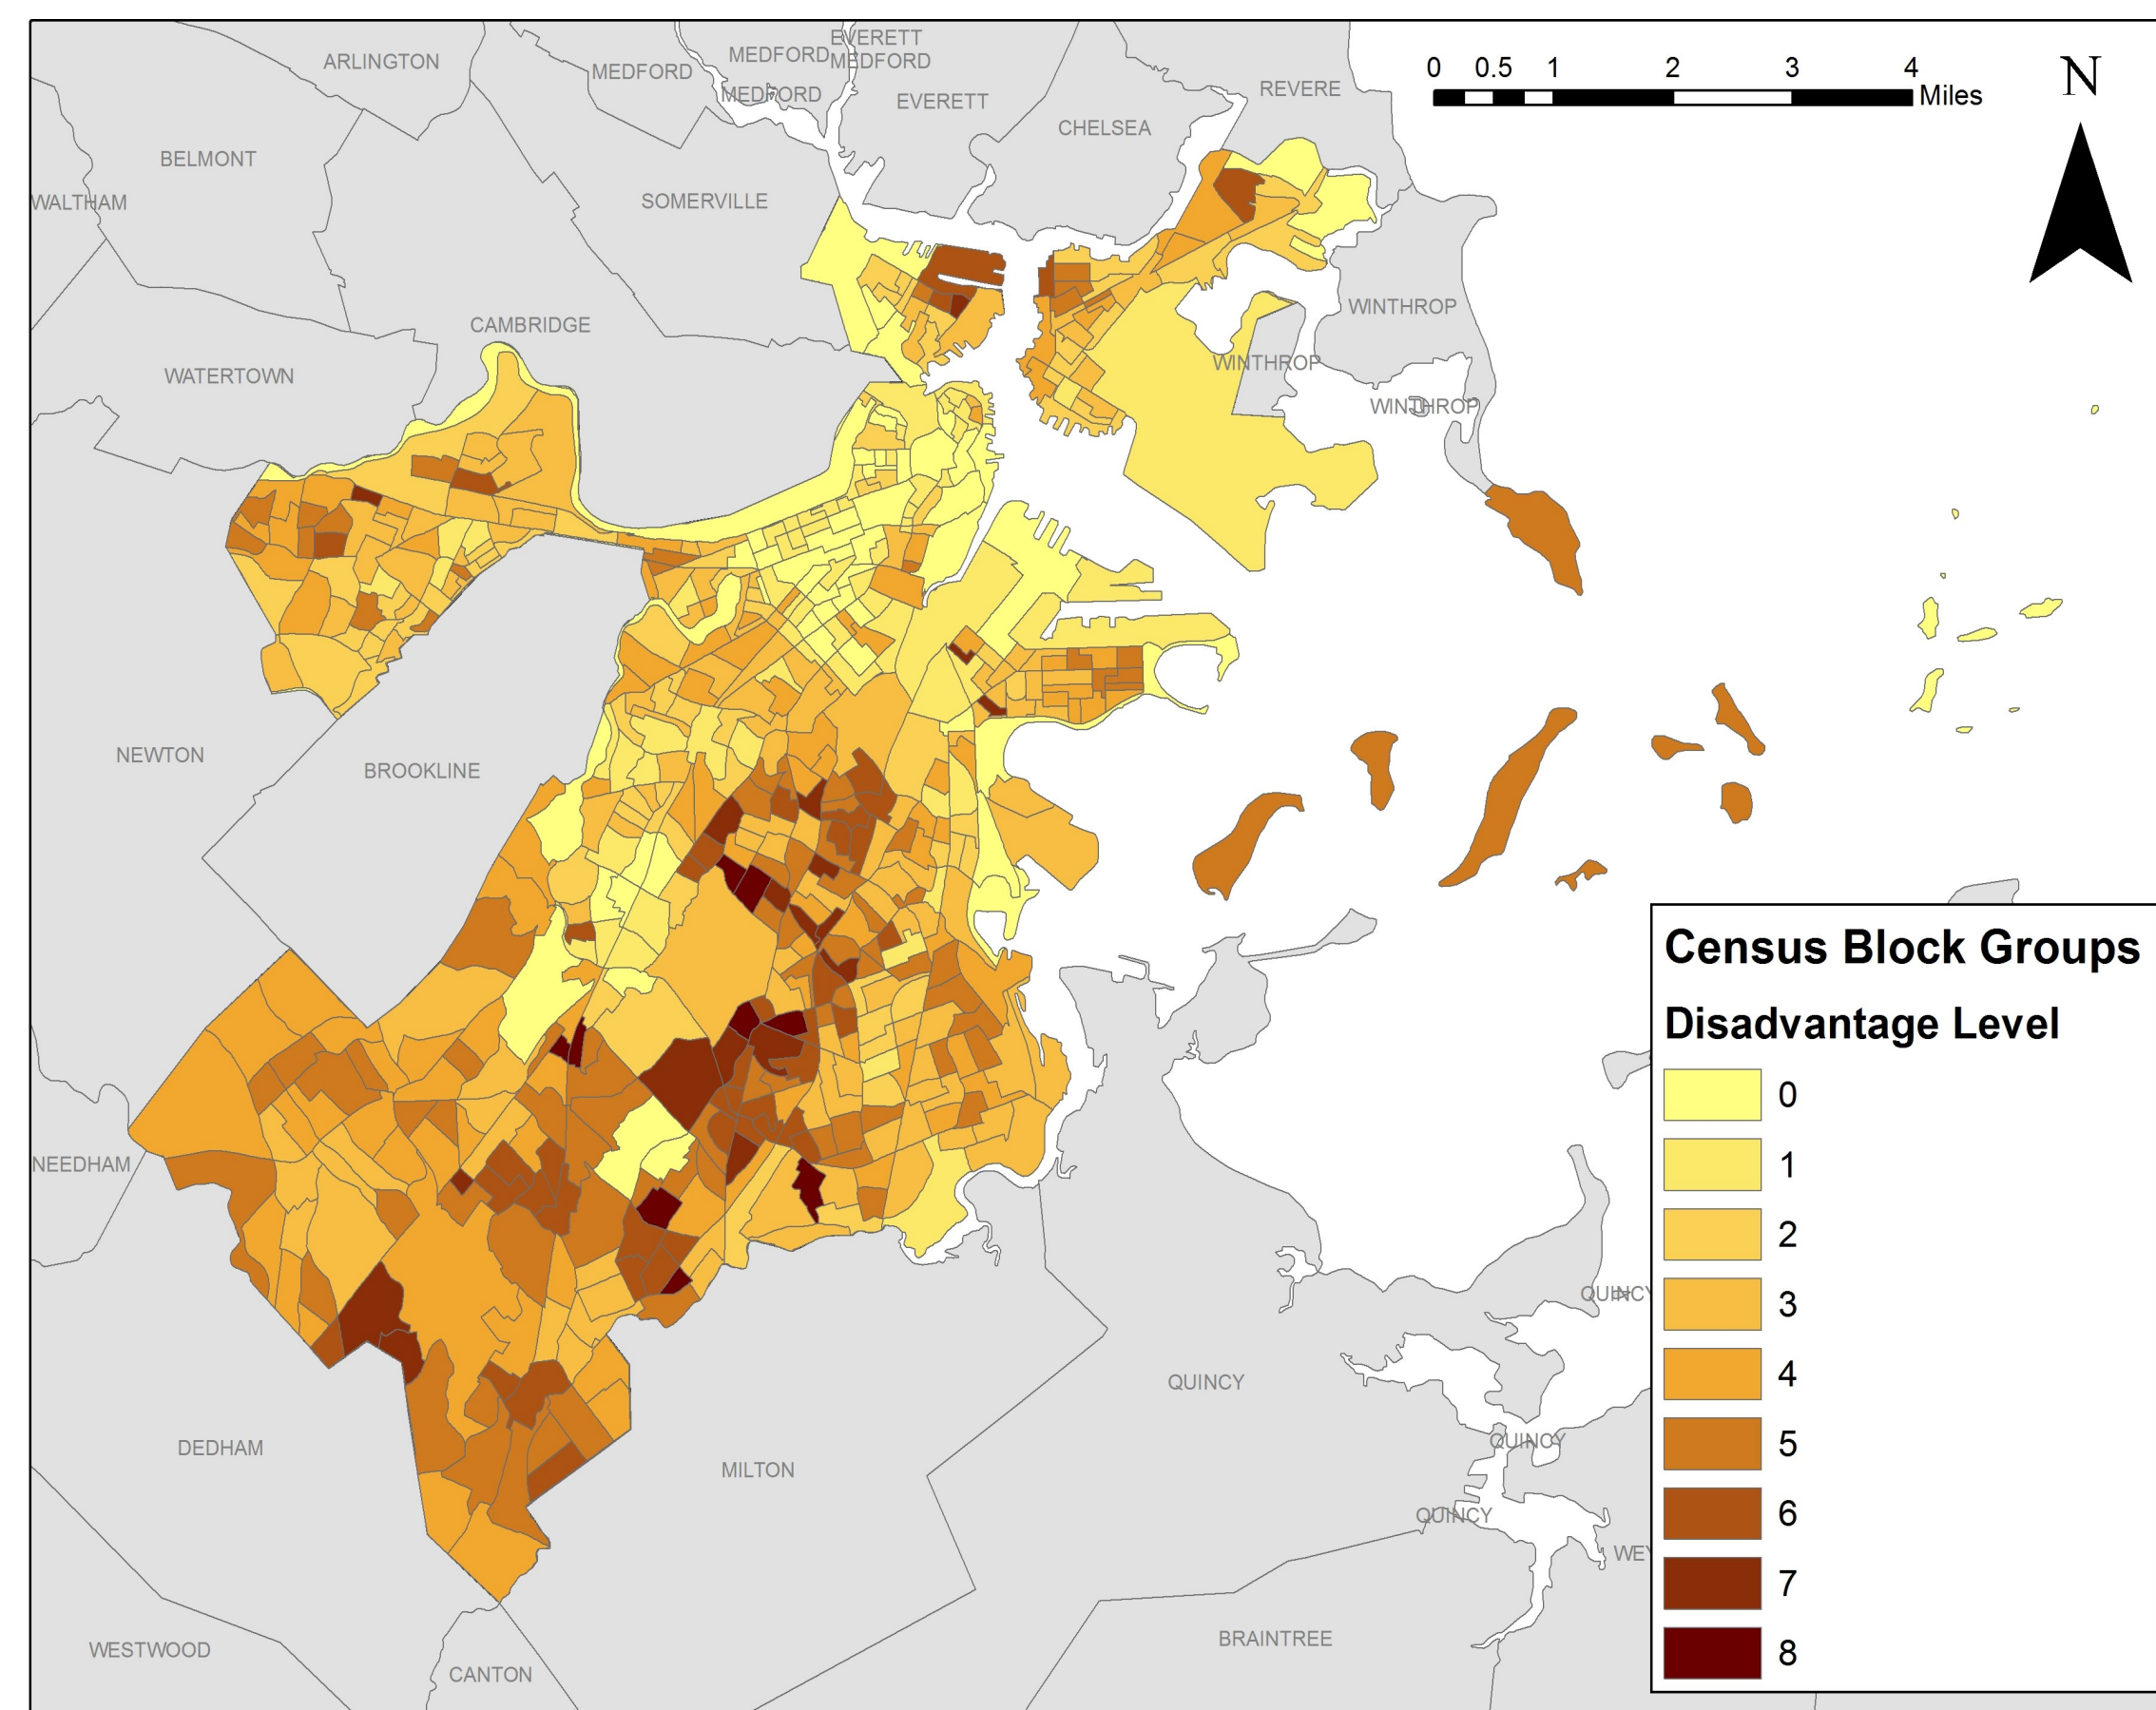 EVERETT
MEDFORD
MEDFORD
ARLINGTON
MEDFORD
MEDFORD
EVERETT
REVERE
CHELSEA
0 0.5 1 2 3 4
Miles
N
BELMONT
WALTHAM
SOMERVILLE
WINTHROP
CAMBRIDGE
WINTHROP
WATERTOWN
WINTHROP
NEWTON
BROOKLINE
Census Block Groups
Disadvantage Level
0
1
2
3
4
5
6
7
8
NEEDHAM
QUINCY
QUINCY
DEDHAM
QUINCY
MILTON
QUINCY
WEY
WESTWOOD
BRAINTREE
CANTON